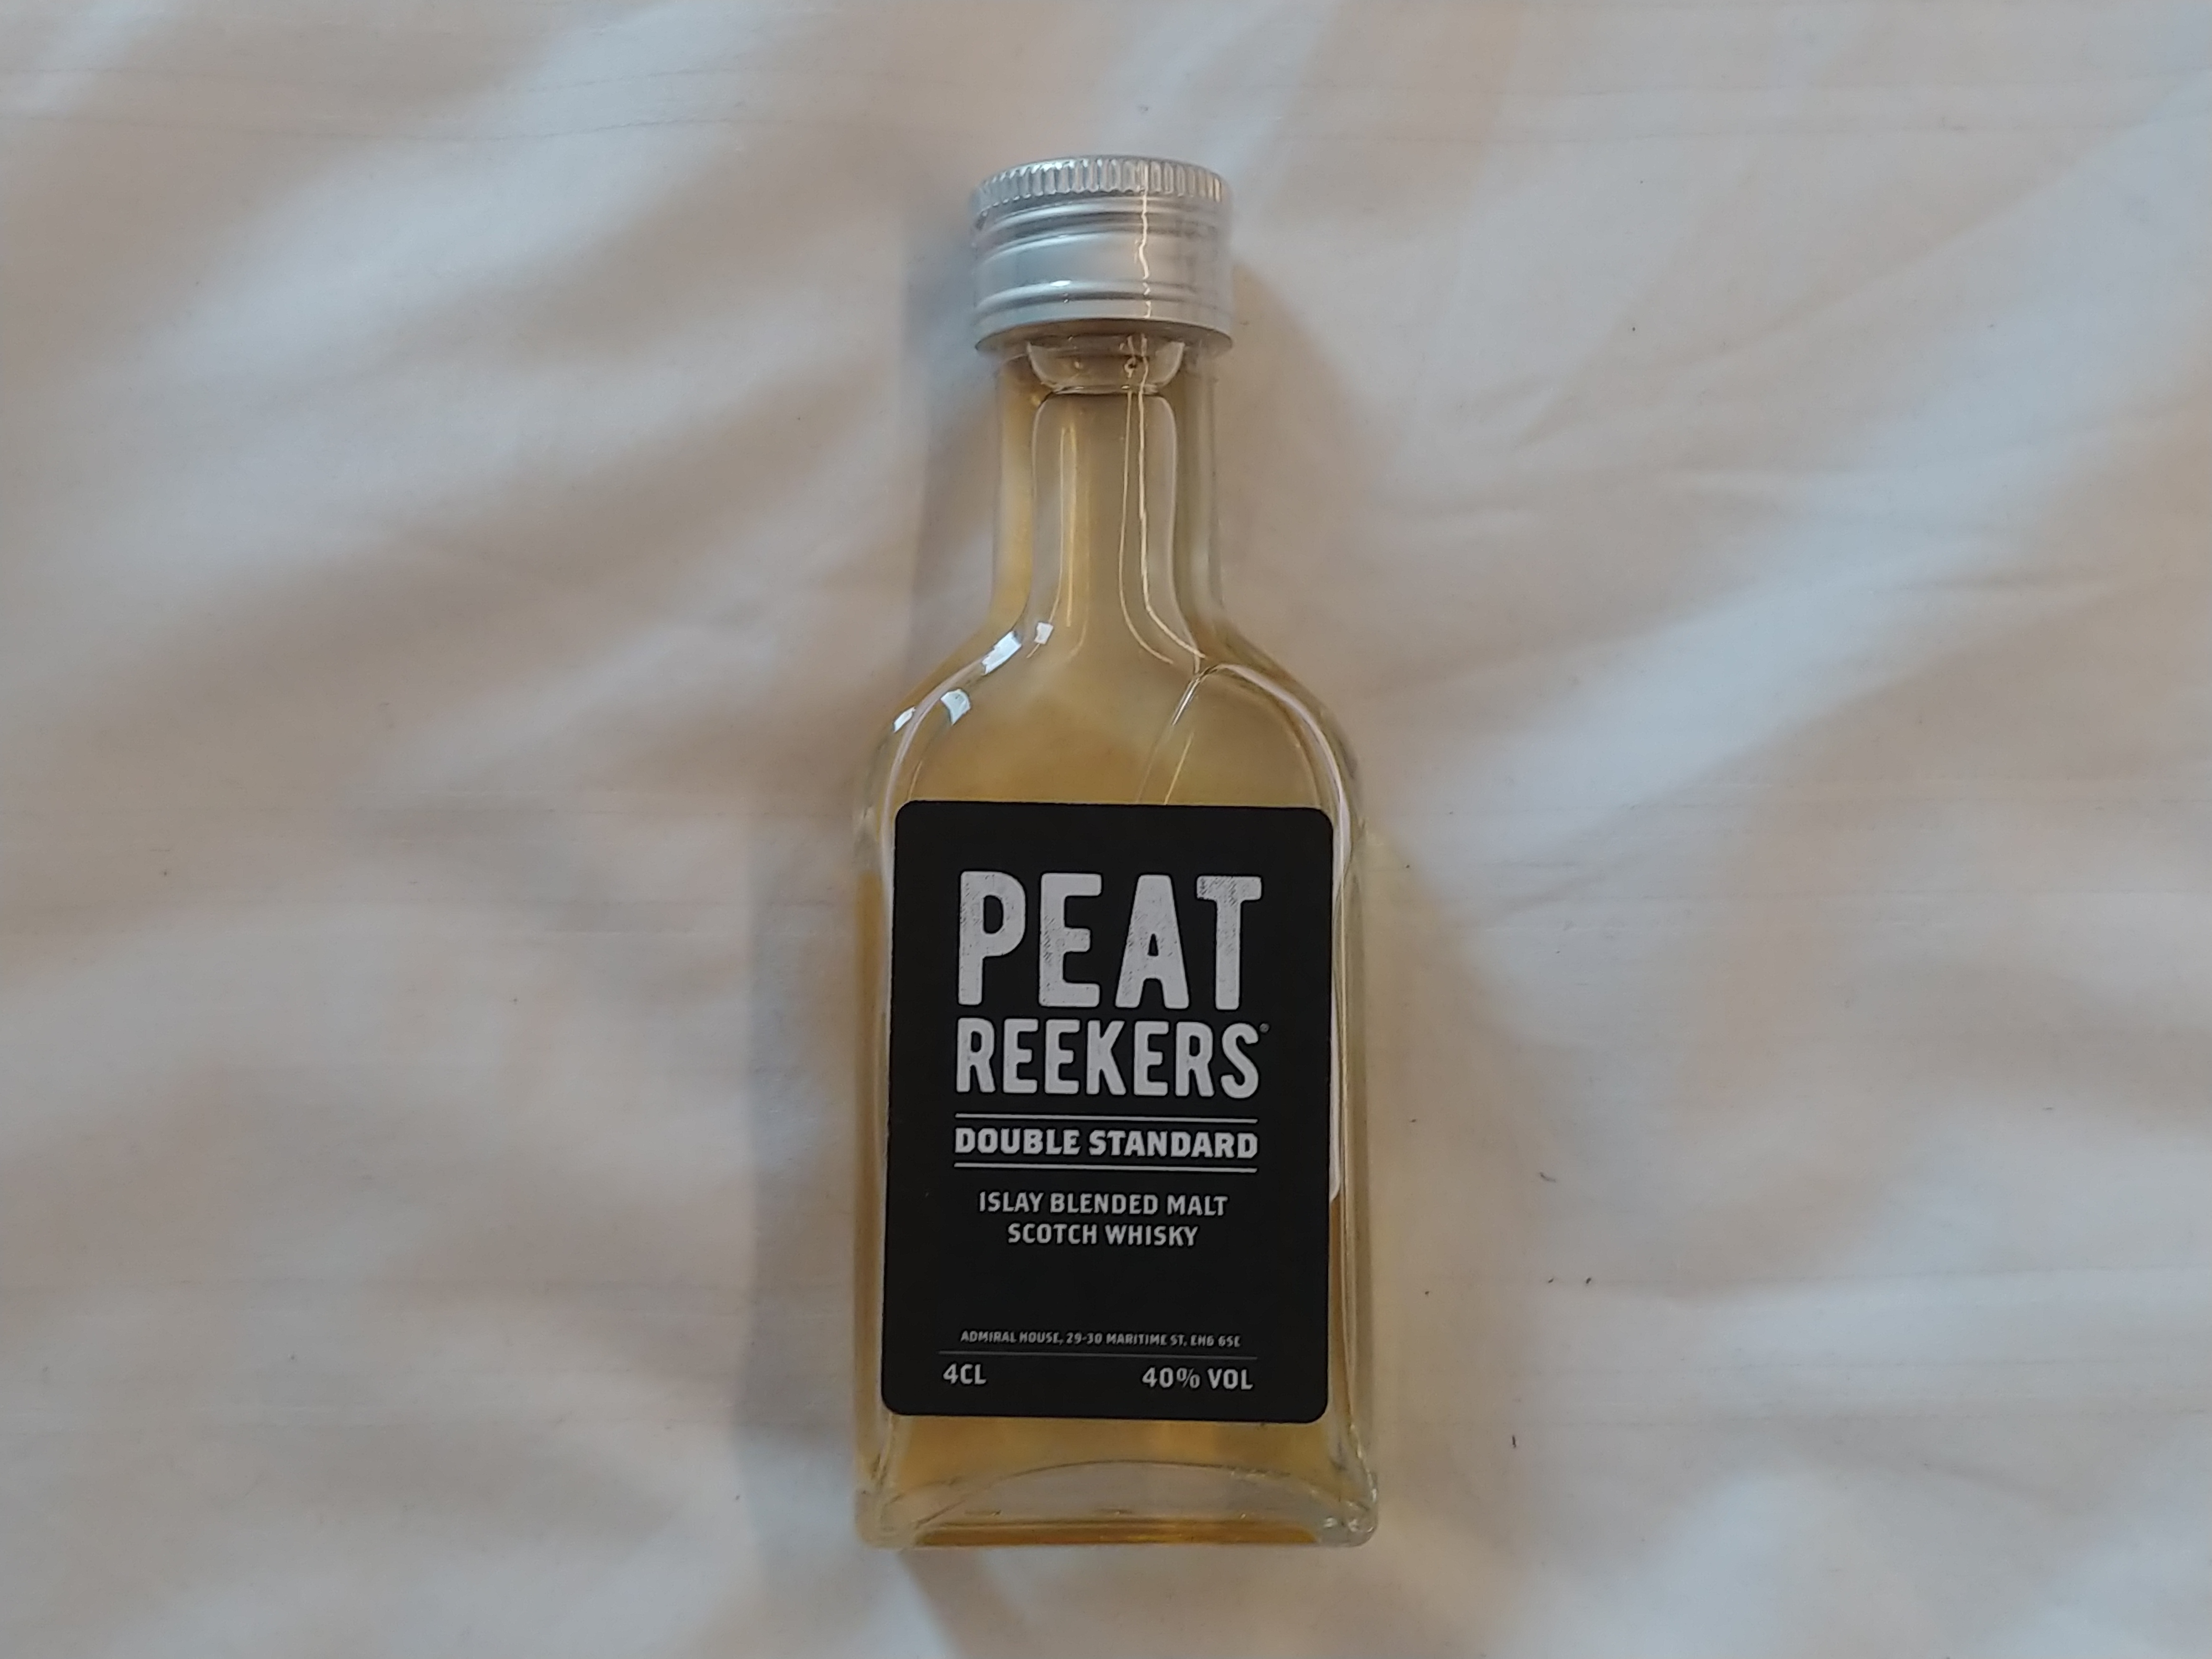 PEAT
REEKERS®
DOUBLE STANDARD
ISLAY BLENDED MALT
SCOTCH WHISKY
ADMIRAL HOUSE, 29-30 MARITIME ST, EH6 6SE
4CL 40% VOL